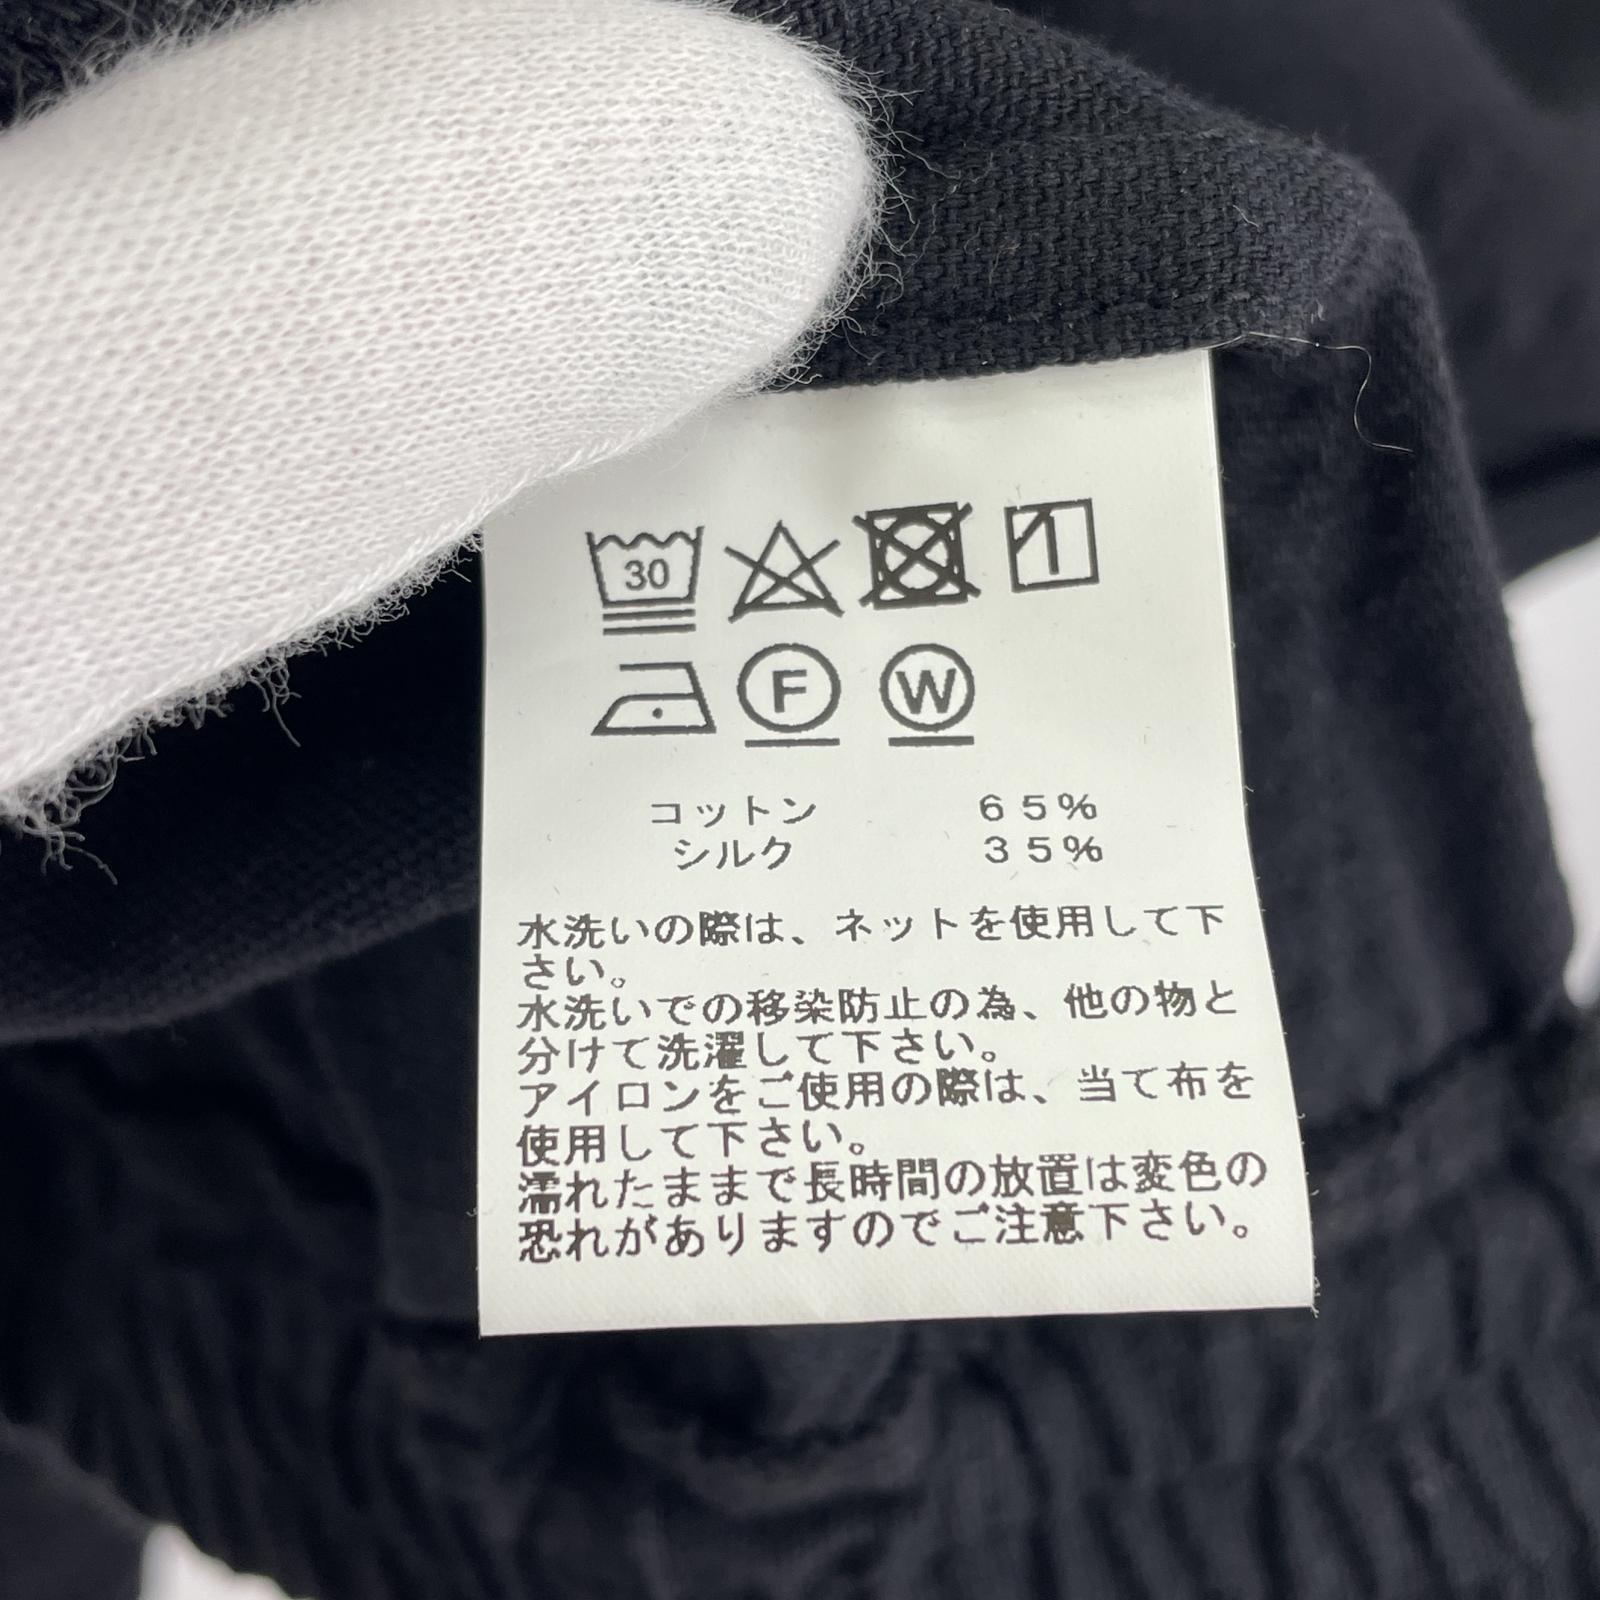 30
F W
コットン 65%
シルク 35%
水洗いの際は、ネットを使用して下
さい。
水洗いでの移染防止の為、他の物と
分けて洗濯して下さい。
アイロンをご使用の際は、当て布を
使用して下さい。
濡れたままで長時間の放置は変色の
恐れがありますのでご注意下さい。